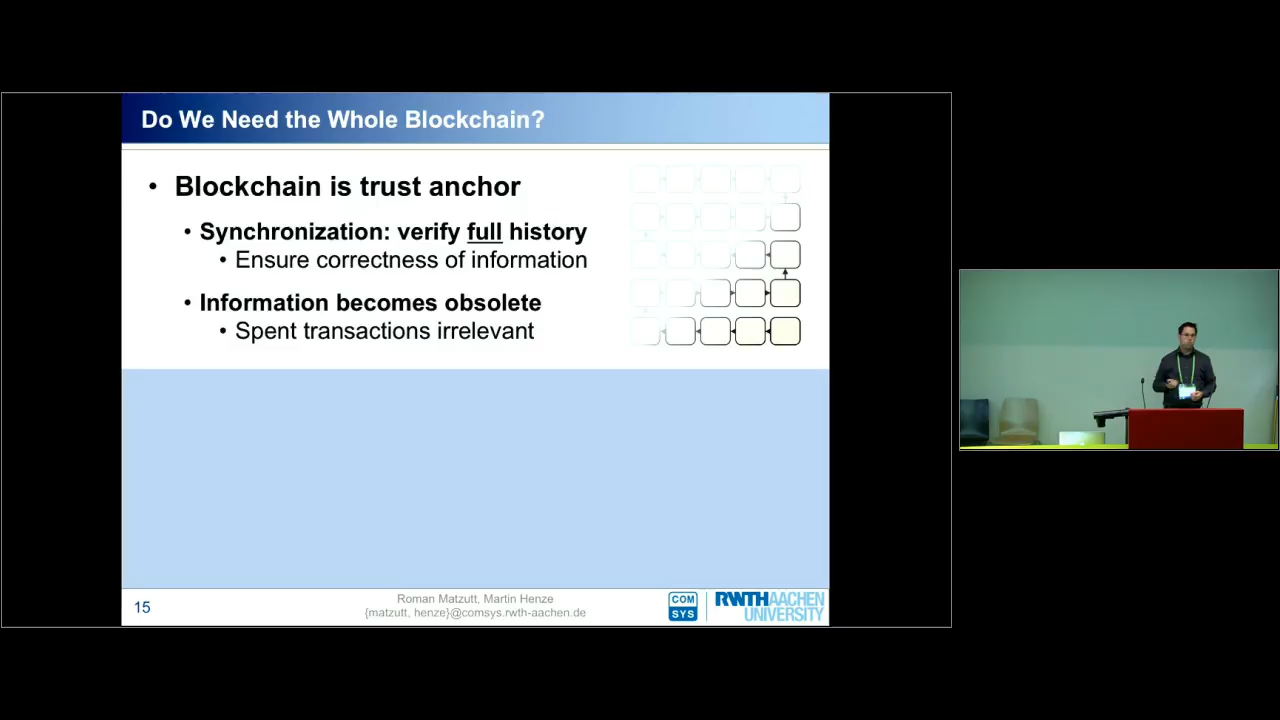 Do We Need the Whole Blockchain?
• Blockchain is trust anchor
• Synchronization: verify full history
• Ensure correctness of information
• Information becomes obsolete
• Spent transactions irrelevant
15
Roman Matzutt, Martin Henze
{matzutt, henze}@comsys.rwth-aachen.de
COM
SYS
RWTHAACHEN
UNIVERSITY